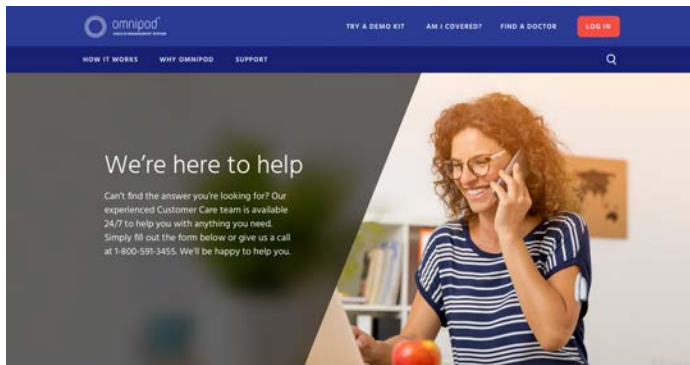 omnipod
TRY A DEMO KIT AM I COVERED? FIND A DOCTOR LOG IN
HOW IT WORKS WHY OMNIPOD SUPPORT
We're here to help
Can't find the answer you're looking for? Our
experienced Customer Care team is available
24/7 to help you with anything you need.
Simply fill out the form below or give us a call
at 1-800-591-3455. We'll be happy to help you.